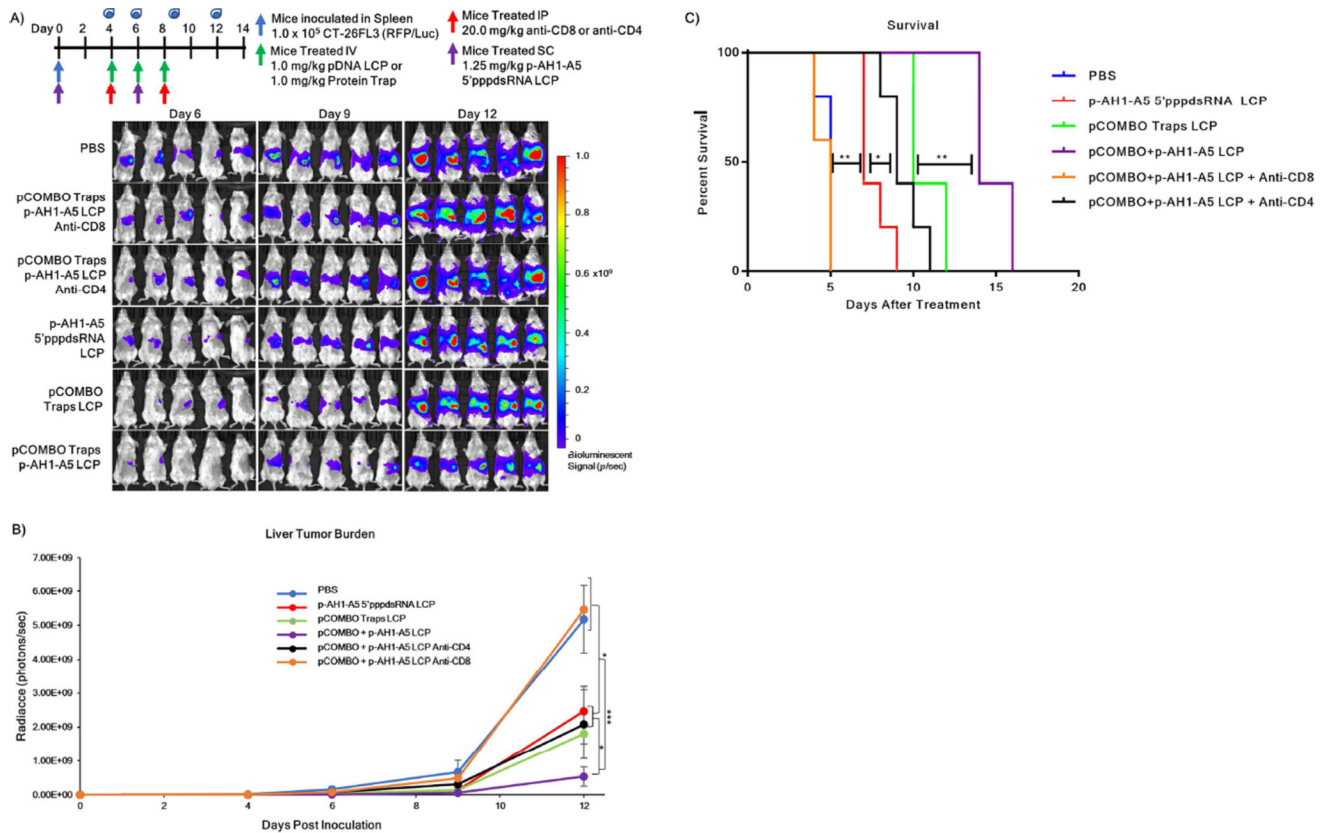 A)
Day 0 2 4 6 8 10 12 14
Mice inoculated in Spleen
1.0 x 10⁵ CT-26FL3 (RFP/Luc)
Mice Treated IP
20.0 mg/kg anti-CD8 or anti-CD4
Mice Treated IV
1.0 mg/kg pDNA LCP or
1.0 mg/kg Protein Trap
Mice Treated SC
1.25 mg/kg p-AH1-A5
5'pppdsRNA LCP
Day 6 Day 9 Day 12
PBS
pCOMBO Traps
p-AH1-A5 LCP
Anti-CD8
pCOMBO Traps
p-AH1-A5 LCP
Anti-CD4
p-AH1-A5
5'pppdsRNA
LCP
pCOMBO
Traps LCP
pCOMBO Traps
p-AH1-A5 LCP
1.0
0.8
0.6 x10⁹
0.4
0.2
0
Bioluminescent
Signal (p/sec)
B)
Liver Tumor Burden
Radiacce (photons/sec)
7.00E+09
6.00E+09
5.00E+09
4.00E+09
3.00E+09
2.00E+09
1.00E+09
0.00E+00
0 2 4 6 8 10 12
Days Post Inoculation
PBS
p-AH1-A5 5'pppdsRNA LCP
pCOMBO Traps LCP
pCOMBO + p-AH1-A5 LCP
pCOMBO + p-AH1-A5 LCP Anti-CD4
pCOMBO + p-AH1-A5 LCP Anti-CD8
*
***
*
C)
Survival
Percent Survival
100
50
0
0 5 10 15 20
Days After Treatment
** * **
PBS
p-AH1-A5 5'pppdsRNA LCP
pCOMBO Traps LCP
pCOMBO+p-AH1-A5 LCP
pCOMBO+p-AH1-A5 LCP + Anti-CD8
pCOMBO+p-AH1-A5 LCP + Anti-CD4